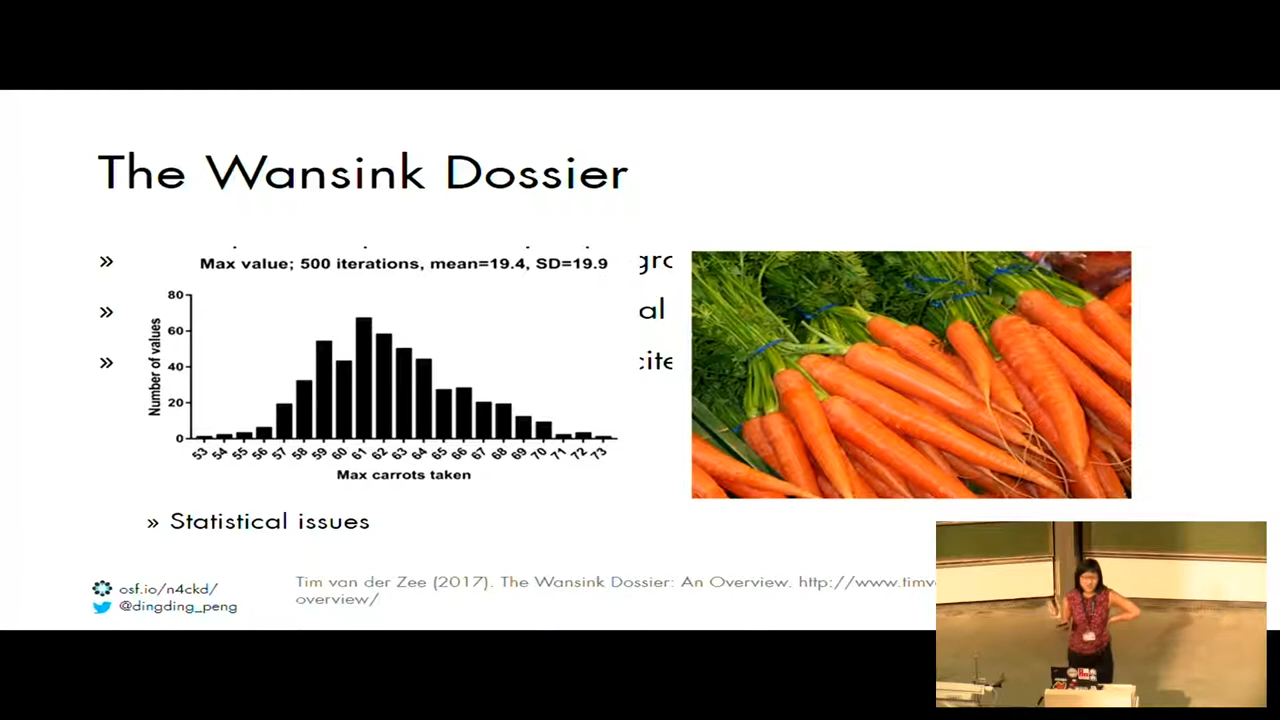 The Wansink Dossier
»
»
»
Max value; 500 iterations, mean=19.4, SD=19.9
Number of values
80
60
40
20
0
53 54 55 56 57 58 59 60 61 62 63 64 65 66 67 68 69 70 71 72 73
Max carrots taken
al
cite
» Statistical issues
osf.io/n4ckd/
@dingding_peng
Tim van der Zee (2017). The Wansink Dossier: An Overview. http://www.timv
overview/